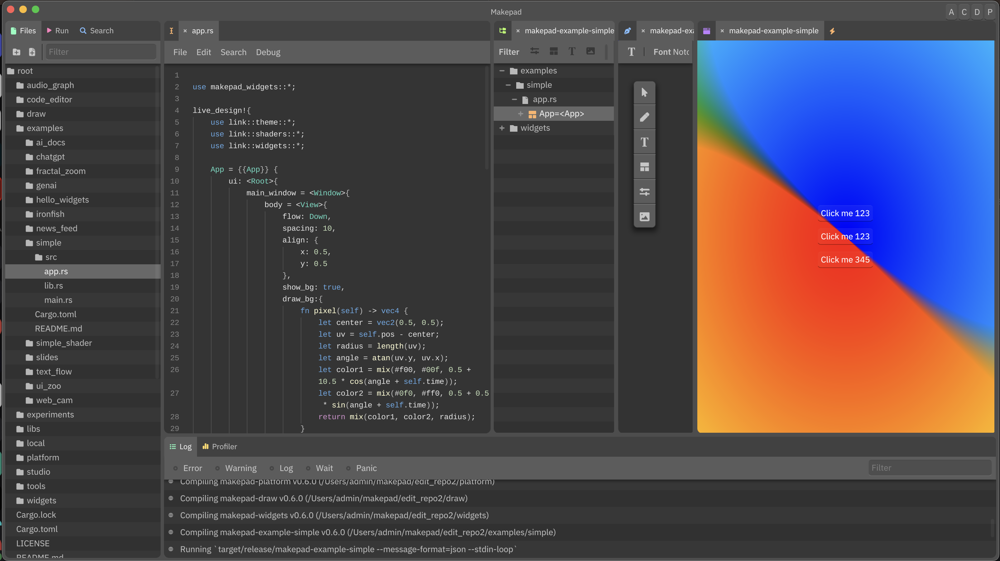 Makepad
A C D P
Files Run Search
Filter
root
audio_graph
code_editor
draw
examples
ai_docs
chatgpt
fractal_zoom
genai
hello_widgets
ironfish
news_feed
simple
src
app.rs
lib.rs
main.rs
Cargo.toml
README.md
simple_shader
slides
text_flow
ui_zoo
web_cam
experiments
libs
local
platform
studio
tools
widgets
Cargo.lock
Cargo.toml
LICENSE
README.md
× app.rs
File Edit Search Debug
1
2 use makepad_widgets::*;
3
4 live_design!{
5 use link::theme::*;
6 use link::shaders::*;
7 use link::widgets::*;
8
9 App = {{App}} {
10 ui: <Root>{
11 main_window = <Window>{
12 body = <View>{
13 flow: Down,
14 spacing: 10,
15 align: {
16 x: 0.5,
17 y: 0.5
18 },
19 show_bg: true,
20 draw_bg:{
21 fn pixel(self) -> vec4 {
22 let center = vec2(0.5, 0.5);
23 let uv = self.pos - center;
24 let radius = length(uv);
25 let angle = atan(uv.y, uv.x);
26 let color1 = mix(#f00, #00f, 0.5 +
10.5 * cos(angle + self.time));
27 let color2 = mix(#0f0, #ff0, 0.5 + 0.5
* sin(angle + self.time));
28 return mix(color1, color2, radius);
29 }
× makepad-example-simple
Filter T
− examples
− simple
− app.rs
+ App=<App>
+ widgets
× makepad-exa
T | Font Noto
T
× makepad-example-simple
Click me 123
Click me 123
Click me 345
Log Profiler
Error Warning Log Wait Panic
Filter
Compiling makepad-platform v0.6.0 (/Users/admin/makepad/edit_repo2/platform)
Compiling makepad-draw v0.6.0 (/Users/admin/makepad/edit_repo2/draw)
Compiling makepad-widgets v0.6.0 (/Users/admin/makepad/edit_repo2/widgets)
Compiling makepad-example-simple v0.6.0 (/Users/admin/makepad/edit_repo2/examples/simple)
Running `target/release/makepad-example-simple --message-format=json --stdin-loop`